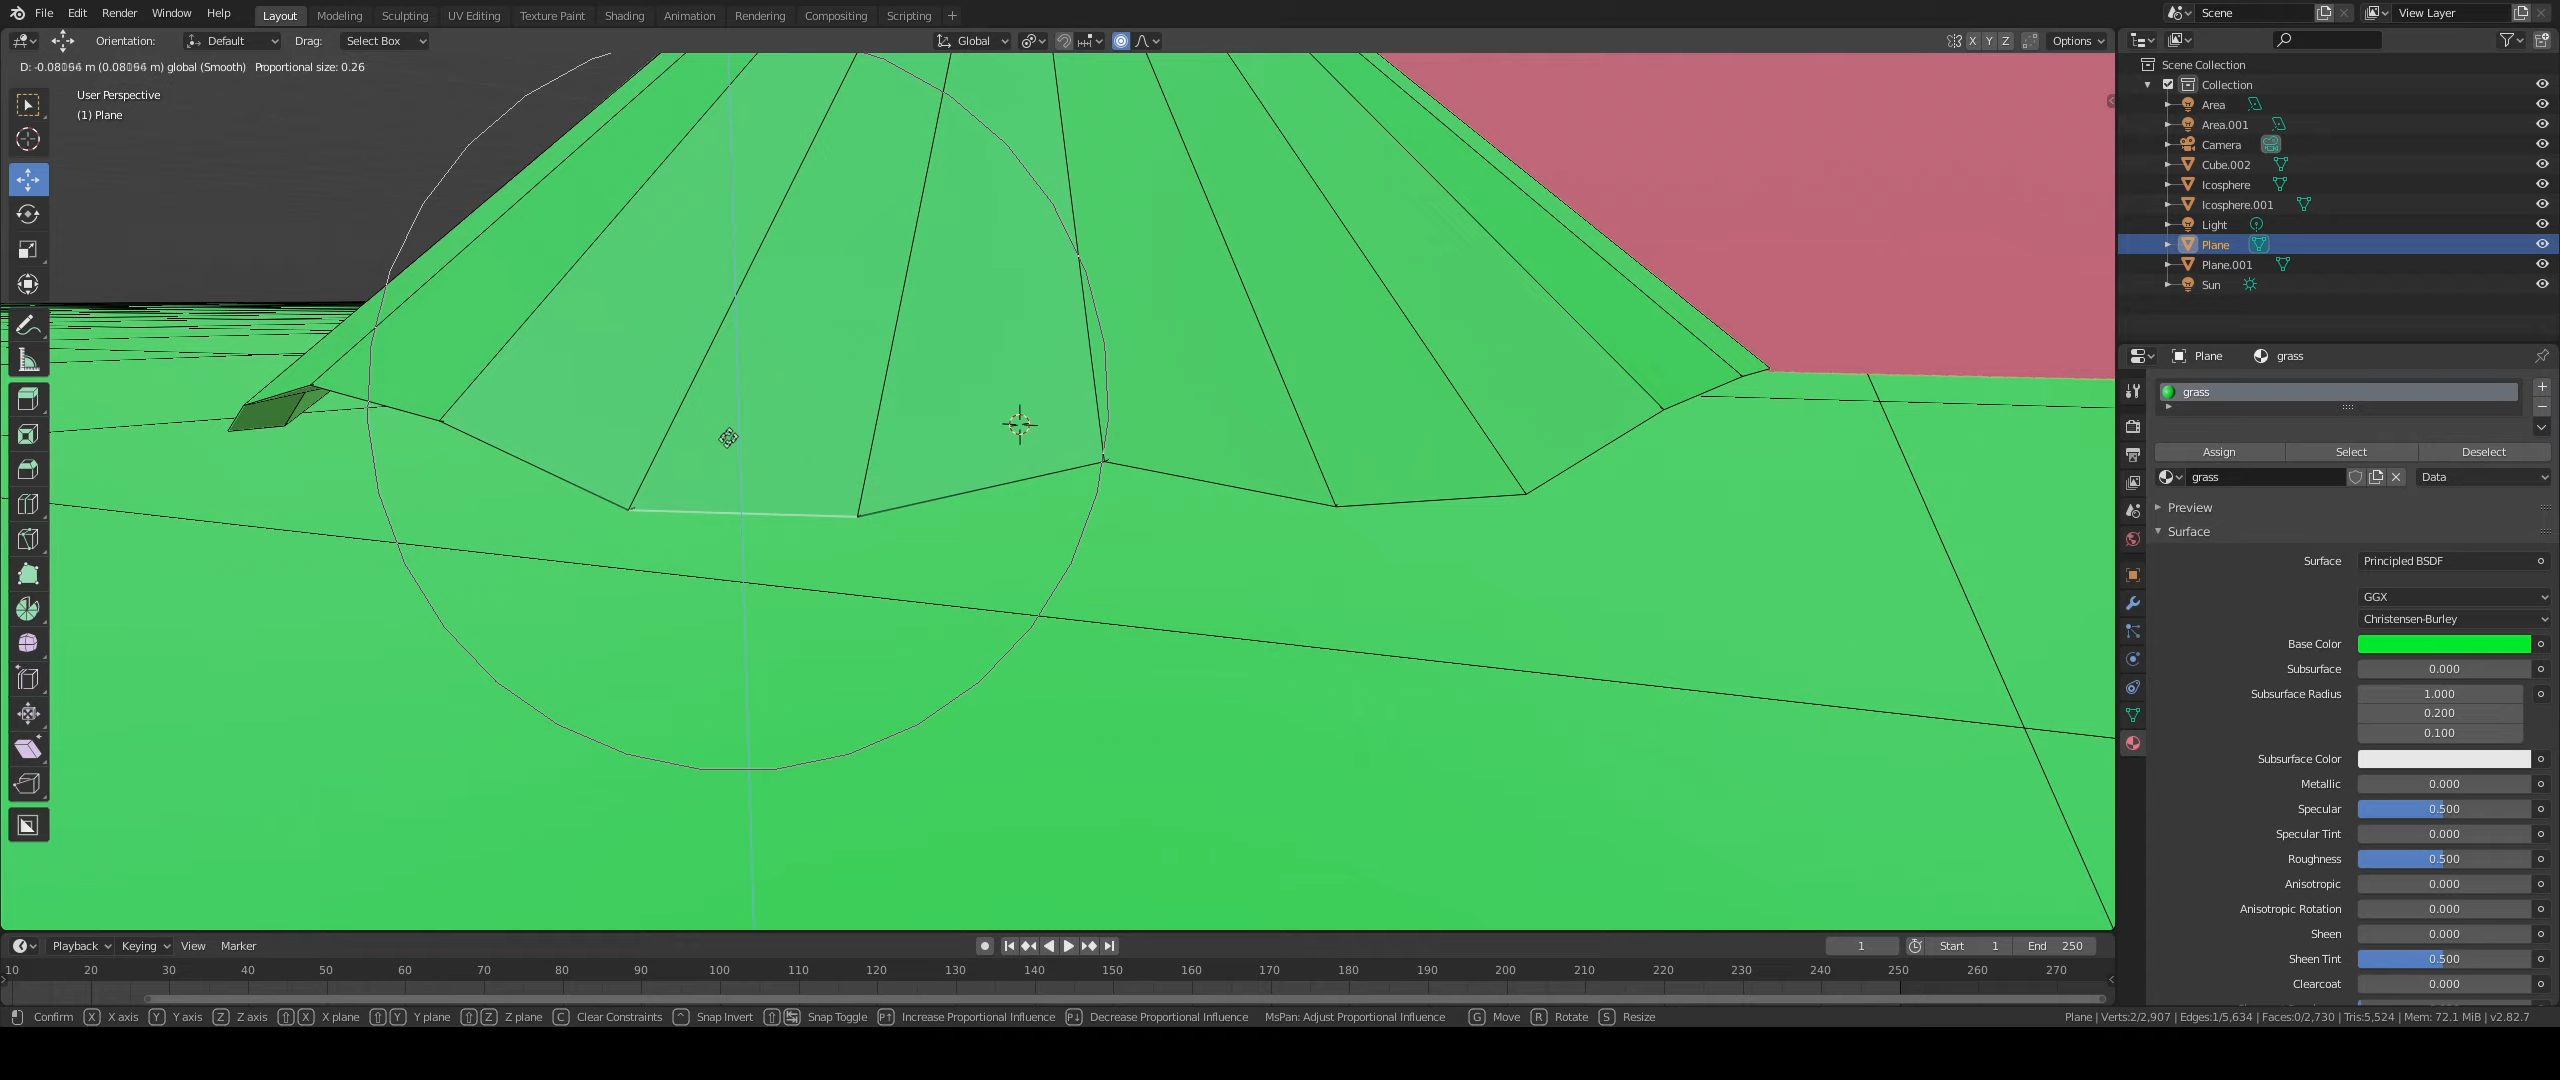 File Edit Render Window Help Layout Modeling Sculpting UV Editing Texture Paint Shading Animation Rendering Compositing Scripting + Scene View Layer
Orientation: Default Drag: Select Box Global X Y Z Options
D: -0.08 m (0.08 m) global (Smooth) Proportional size: 0.26
User Perspective
(1) Plane
Scene Collection
Collection
Area
Area.001
Camera
Cube.002
Icosphere
Icosphere.001
Light
Plane
Plane.001
Sun
Plane grass
grass
Assign Select Deselect
grass Data
Preview
Surface
Surface Principled BSDF
GGX
Christensen-Burley
Base Color
Subsurface 0.000
Subsurface Radius 1.000
0.200
0.100
Subsurface Color
Metallic 0.000
Specular 0.500
Specular Tint 0.000
Roughness 0.500
Anisotropic 0.000
Anisotropic Rotation 0.000
Sheen 0.000
Sheen Tint 0.500
Clearcoat 0.000
Playback Keying View Marker 1 Start 1 End 250
10 20 30 40 50 60 70 80 90 100 110 120 130 140 150 160 170 180 190 200 210 220 230 240 250 260 270
Confirm X X axis Y Y axis Z Z axis X X plane Y Y plane Z Z plane C Clear Constraints Snap Invert Snap Toggle P↑ Increase Proportional Influence P↓ Decrease Proportional Influence MsPan: Adjust Proportional Influence G Move R Rotate S Resize Plane | Verts:2/2,907 | Edges:1/5,634 | Faces:0/2,730 | Tris:5,524 | Mem: 72.1 MiB | v2.82.7